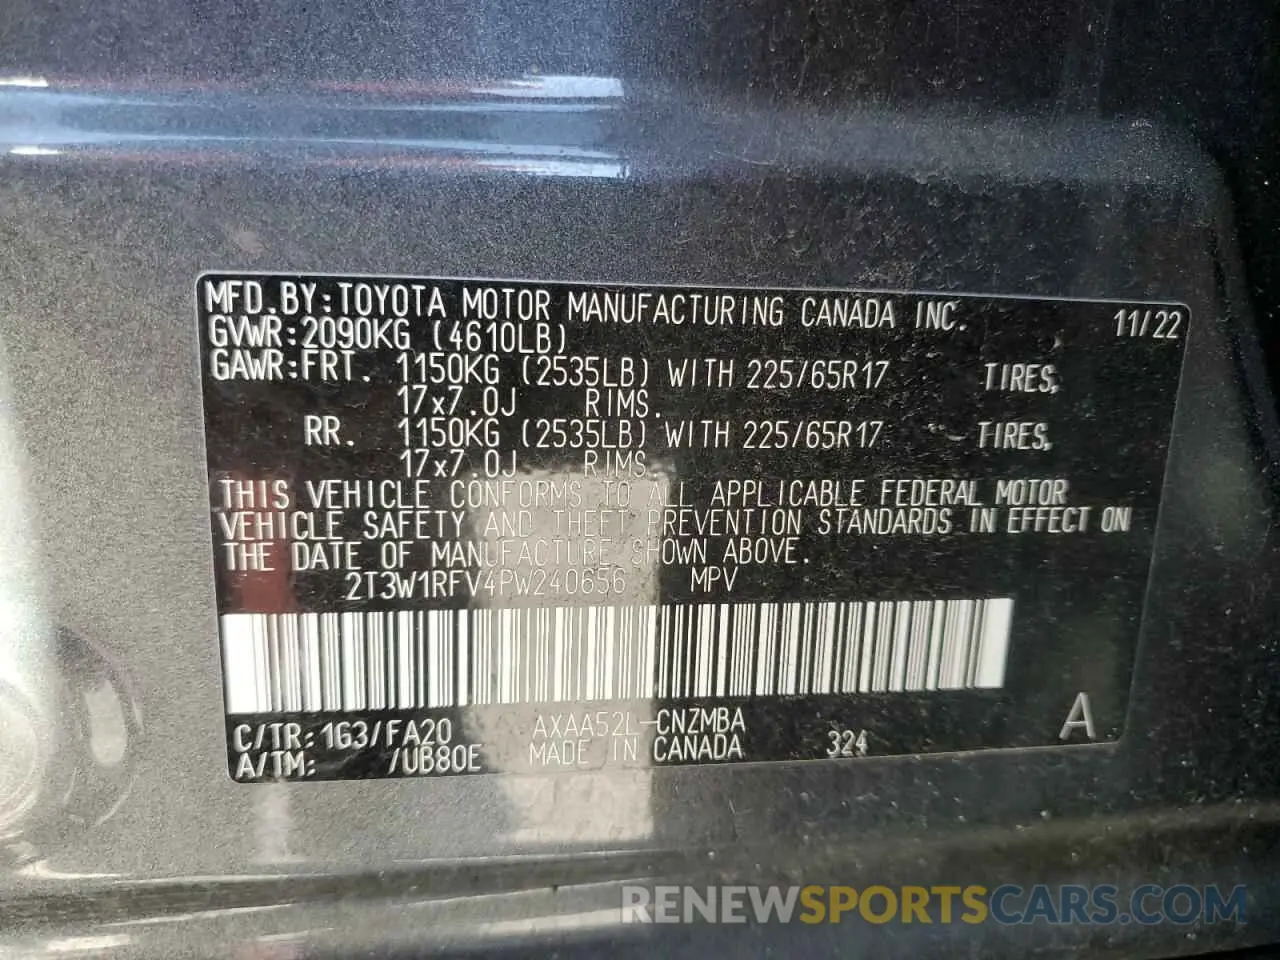 MFD.BY:TOYOTA MOTOR MANUFACTURING CANADA INC. 11/22
GVWR:2090KG (4610LB)
GAWR:FRT. 1150KG (2535LB) WITH 225/65R17 TIRES,
17x7.0J RIMS.
RR. 1150KG (2535LB) WITH 225/65R17 TIRES,
17x7.0J RIMS.
THIS VEHICLE CONFORMS TO ALL APPLICABLE FEDERAL MOTOR
VEHICLE SAFETY AND THEFT PREVENTION STANDARDS IN EFFECT ON
THE DATE OF MANUFACTURE SHOWN ABOVE.
2T3W1RFV4PW240656 MPV
C/TR:1G3/FA20 AXAA52L-CNZMBA A
A/TM: /UB80E MADE IN CANADA 324
RENEWSPORTSCARS.COM